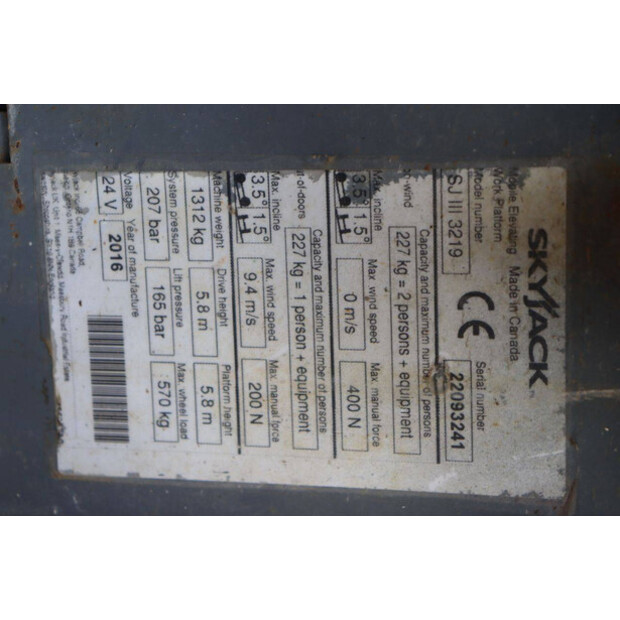 SKYJACK
Mobile Elevating Made in Canada
Work Platform
Model number Serial number
SJ III 3219 CE 22093241
Capacity and maximum number of persons
227 kg = 2 persons + equipment
Max. incline Max. wind speed Max. manual force
3.5° 1.5° 0 m/s 400 N
Capacity and maximum number of persons
227 kg = 1 person + equipment
Max. incline Max. wind speed Max. manual force
3.5° 1.5° 9.4 m/s 200 N
Machine weight Drive height Platform height
1312 kg 5.8 m 5.8 m
System pressure Lift pressure Max. wheel load
207 bar 165 bar 570 kg
Voltage Year of manufacture
24 V 2016